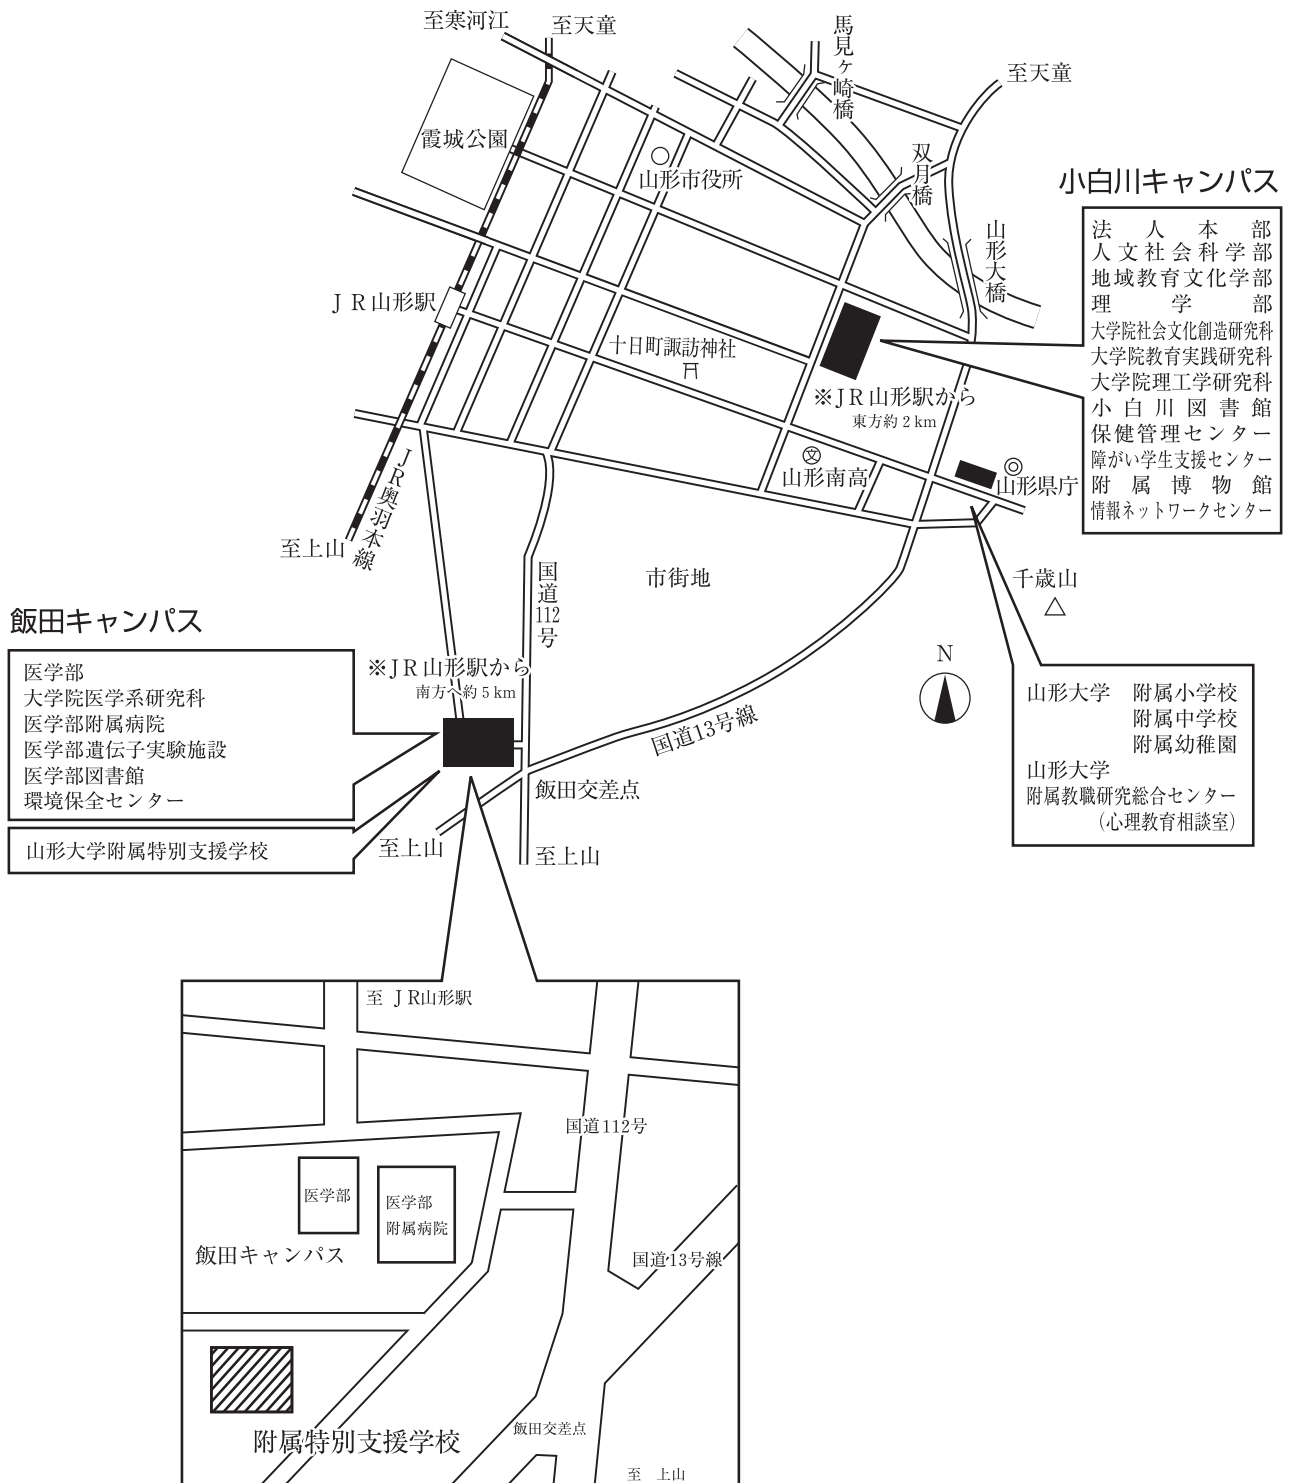 至寒河江
至天童
馬見ヶ崎橋
至天童
霞城公園
山形市役所
双月橋
山形大橋
小白川キャンパス
法人本部
人文社会科学部
地域教育文化学部
理学部
大学院社会文化創造研究科
大学院教育実践研究科
大学院理工学研究科
小白川図書館
保健管理センター
障がい学生支援センター
附属博物館
情報ネットワークセンター
JR山形駅
十日町諏訪神社
※JR山形駅から
東方約2km
文
山形南高
山形県庁
JR奥羽本線
至上山
国道112号
市街地
千歳山
N
飯田キャンパス
医学部
大学院医学系研究科
医学部附属病院
医学部遺伝子実験施設
医学部図書館
環境保全センター
山形大学附属特別支援学校
※JR山形駅から
南方へ約5km
国道13号線
飯田交差点
至上山
至上山
山形大学 附属小学校
附属中学校
附属幼稚園
山形大学
附属教職研究総合センター
(心理教育相談室)
至 JR山形駅
国道112号
医学部
医学部
附属病院
飯田キャンパス
国道13号線
附属特別支援学校
飯田交差点
至 上山